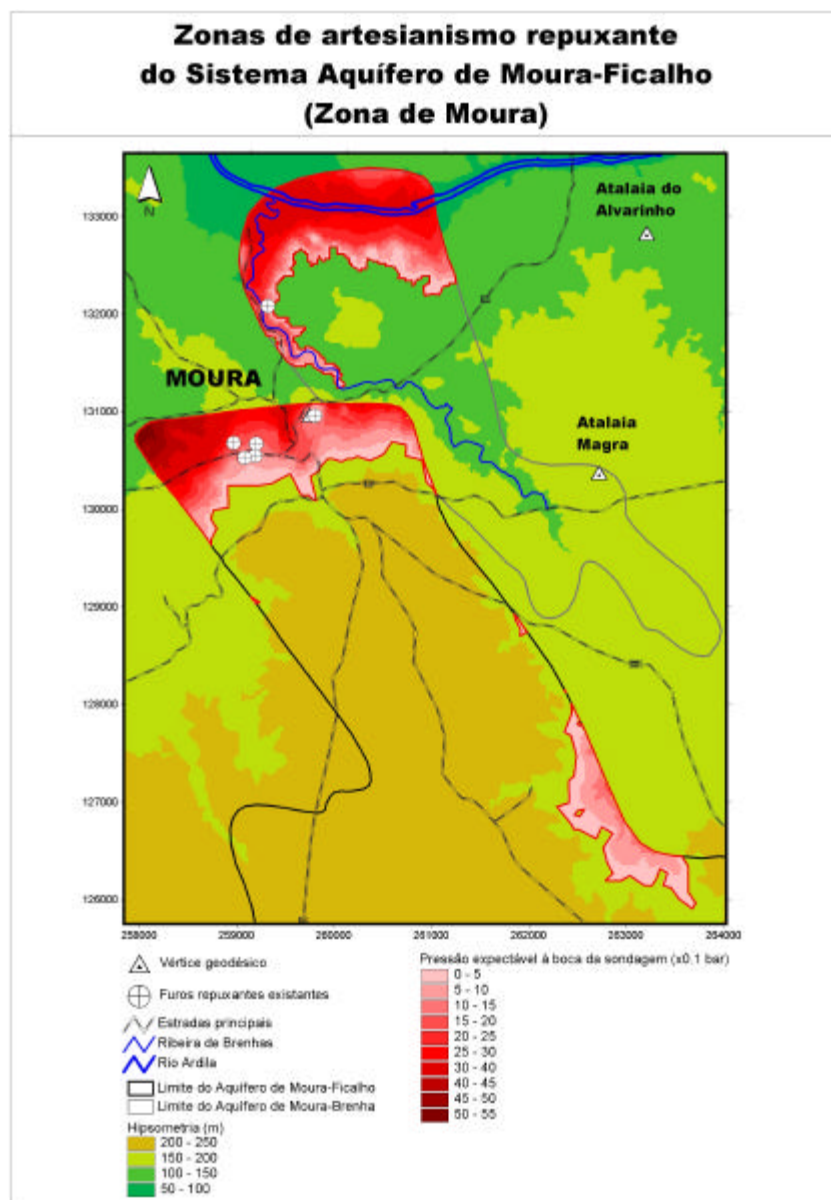 Zonas de artesianismo repuxante
do Sistema Aquífero de Moura-Ficalho
(Zona de Moura)
N
Atalaia do
Alvarinho
MOURA
Atalaia
Magra
133000
132000
131000
130000
129000
128000
127000
126000
258000 259000 260000 261000 262000 263000 264000
Vértice geodésico
Furos repuxantes existantes
Estradas principais
Ribeira de Brenhas
Rio Ardila
Limite do Aquífero de Moura-Ficalho
Limite do Aquífero de Moura-Brenha
Hipsometria (m)
200 - 250
150 - 200
100 - 150
50 - 100
Pressão expectável à boca da sondagem (x0.1 bar)
0 - 5
5 - 10
10 - 15
15 - 20
20 - 25
25 - 30
30 - 40
40 - 45
45 - 50
50 - 55